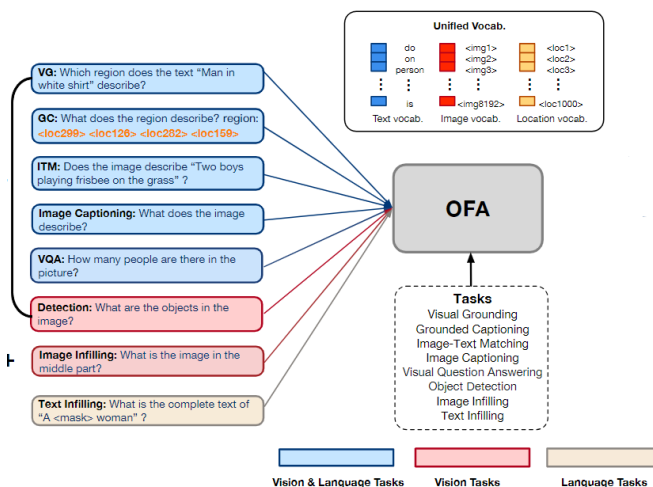 Unified Vocab.
do <img1> <loc1>
on <img2> <loc2>
person <img3> <loc3>
is <img8192> <loc1000>
Text vocab. Image vocab. Location vocab.
VG: Which region does the text “Man in
white shirt” describe?
GC: What does the region describe? region:
<loc299> <loc126> <loc282> <loc159>
ITM: Does the image describe “Two boys
playing frisbee on the grass” ?
Image Captioning: What does the image
describe?
VQA: How many people are there in the
picture?
Detection: What are the objects in the
image?
Image Infilling: What is the image in the
middle part?
Text Infilling: What is the complete text of
“A <mask> woman” ?
OFA
Tasks
Visual Grounding
Grounded Captioning
Image-Text Matching
Image Captioning
Visual Question Answering
Object Detection
Image Infilling
Text Infilling
Vision & Language Tasks Vision Tasks Language Tasks